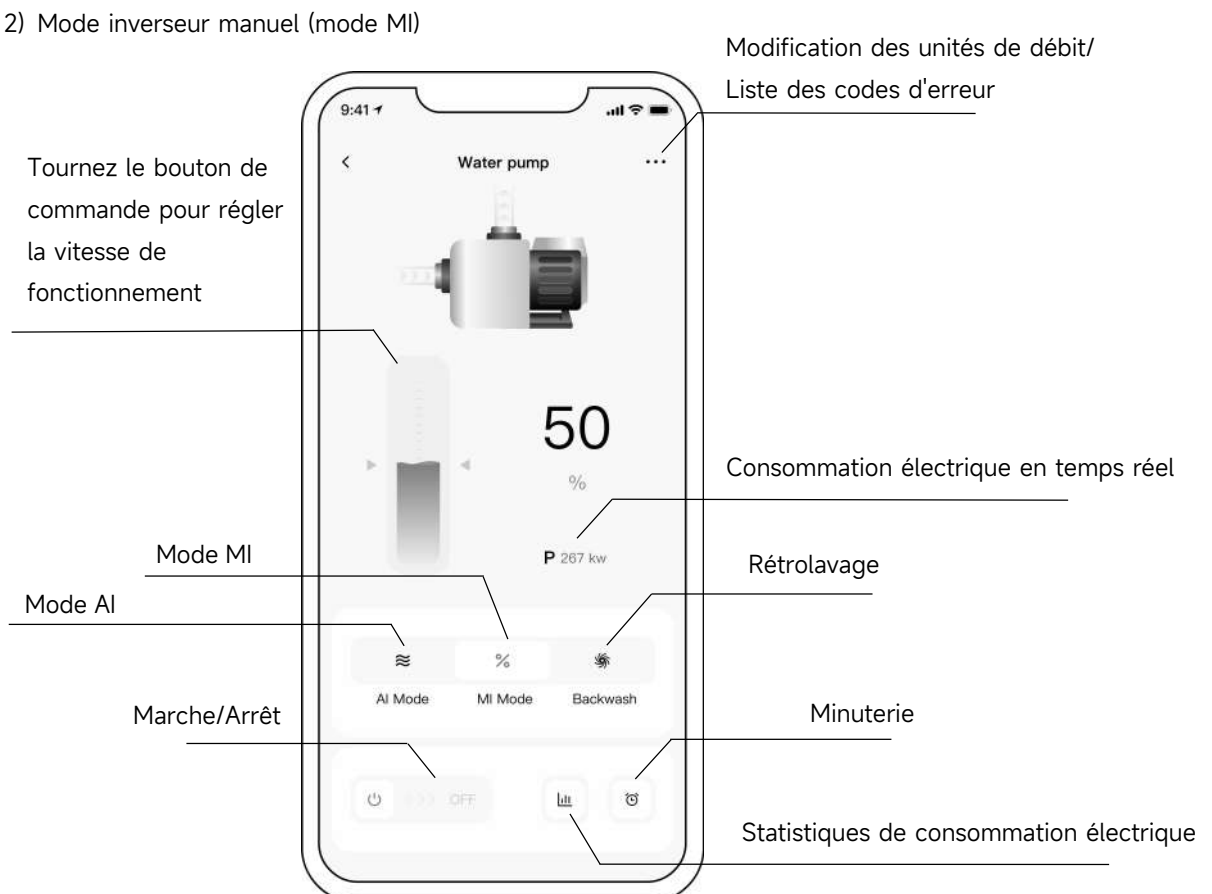 2) Mode inverseur manuel (mode MI)
Modification des unités de débit/
Liste des codes d'erreur
9:41
Water pump
Tournez le bouton de
commande pour régler
la vitesse de
fonctionnement
50
%
Consommation électrique en temps réel
P 267 kw
Mode MI
Rétrolavage
Mode AI
%
AI Mode
MI Mode
Backwash
Marche/Arrêt
Minuterie
OFF
Statistiques de consommation électrique